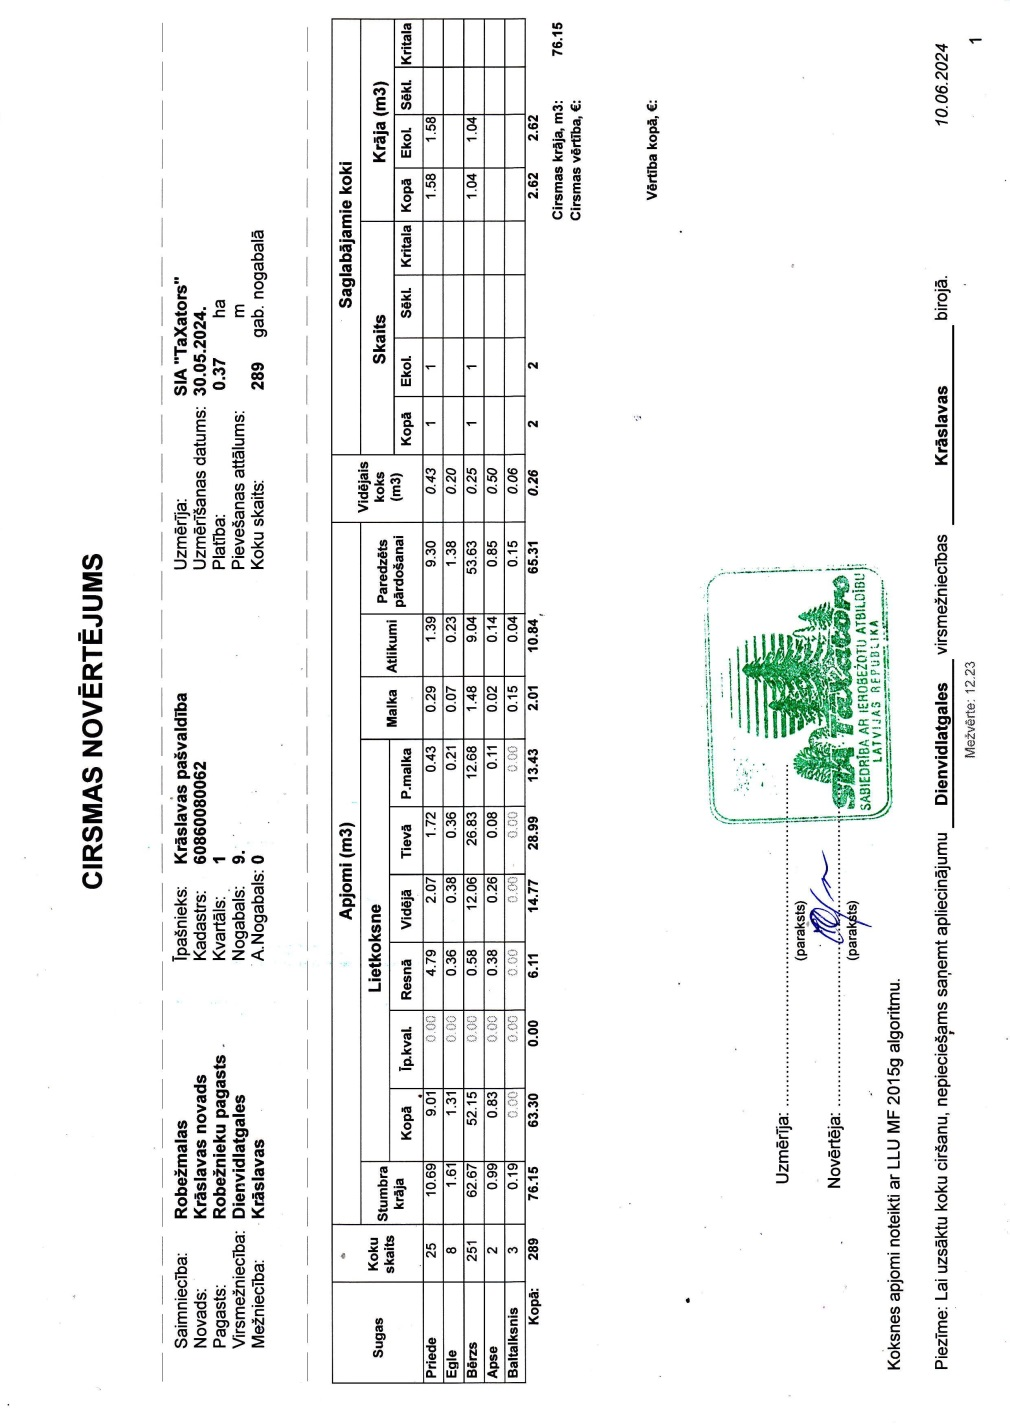 CIRSMAS NOVĒRTĒJUMS
Saimniecība: Robežmalas Īpašnieks: Krāslavas pašvaldība Uzmērīja: SIA "TaXators"
Novads: Krāslavas novads Kadastrs: 60860080062 Uzmērīšanas datums: 30.05.2024.
Pagasts: Robežnieku pagasts Kvartāls: 1 Platība: 0.37 ha
Virsmežniecība: Dienvidlatgales Nogabals: 9. Pievešanas attālums: m
Mežniecība: Krāslavas A.Nogabals: 0 Koku skaits: 289 gab. nogabalā
Apjomi (m3) Saglabājamie koki
Sugas Koku skaits Stumbra krāja Lietkoksne Malka Atlikumi Paredzēts pārdošanai Vidējais koks (m3) Skaits Krāja (m3)
Kopā Īp.kval. Resnā Vidējā Tievā P.malka Kopā Ekol. Sēkl. Kritala Kopā Ekol. Sēkl. Kritala
Priede 25 10.69 9.01 0.00 4.79 2.07 1.72 0.43 0.29 1.39 9.30 0.43 1 1 1.58 1.58
Egle 8 1.61 1.31 0.00 0.36 0.38 0.36 0.21 0.07 0.23 1.38 0.20
Bērzs 251 62.67 52.15 0.00 0.58 12.06 26.83 12.68 1.48 9.04 53.63 0.25 1 1 1.04 1.04
Apse 2 0.99 0.83 0.00 0.38 0.26 0.08 0.11 0.02 0.14 0.85 0.50
Baltalksnis 3 0.19 0.00 0.00 0.00 0.00 0.00 0.00 0.15 0.04 0.15 0.06
Kopā: 289 76.15 63.30 0.00 6.11 14.77 28.99 13.43 2.01 10.84 65.31 0.26 2 2 2.62 2.62
Cirsmas krāja, m3: 76.15
Cirsmas vērtība, €:
Vērtība kopā, €:
Uzmērīja: ................
(paraksts)
Novērtēja: ................
(paraksts)
SIA TaXators
SABIEDRĪBA AR IEROBEŽOTU ATBILDĪBU
LATVIJAS REPUBLIKA
Koksnes apjomi noteikti ar LLU MF 2015g algoritmu.
Piezīme: Lai uzsāktu koku ciršanu, nepieciešams saņemt apliecinājumu Dienvidlatgales virsmežniecības Krāslavas birojā. 10.06.2024
Mežvērte: 12.23
1